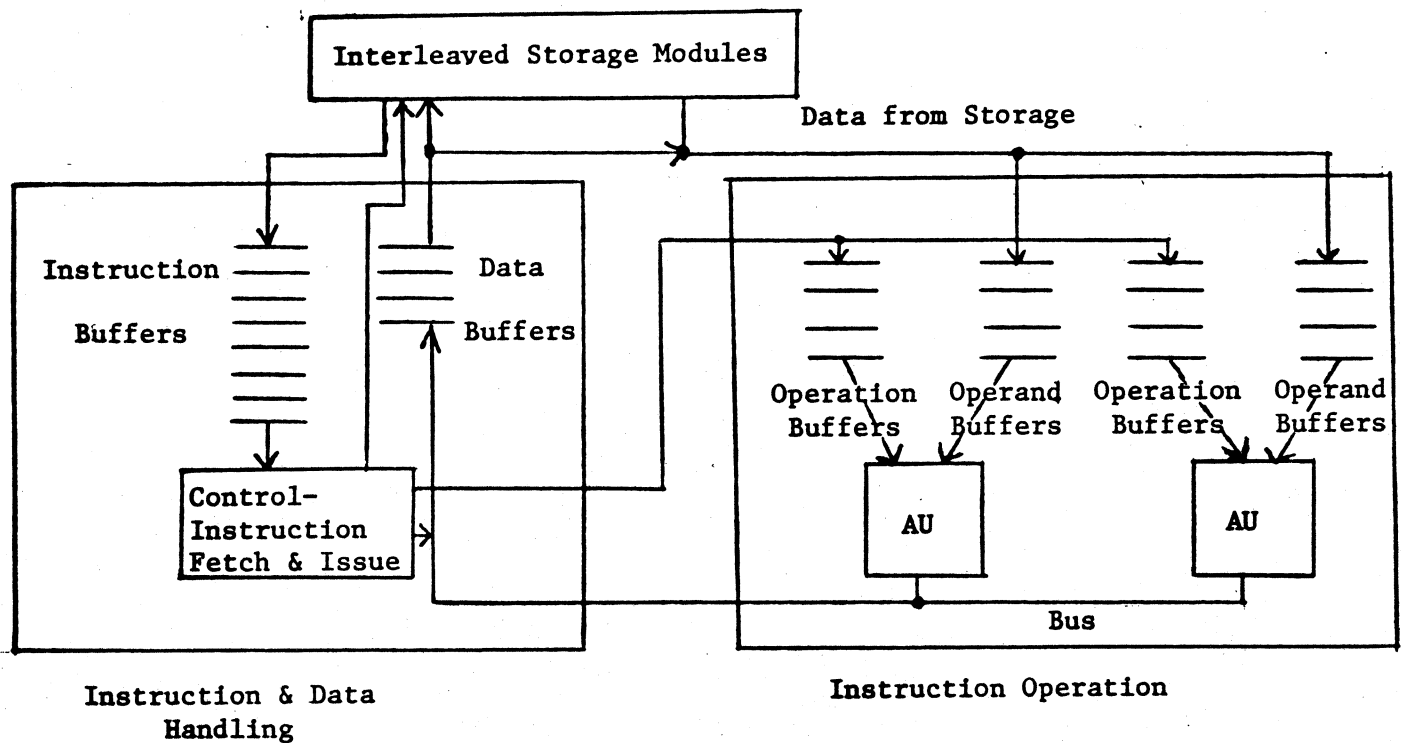 Interleaved Storage Modules
Data from Storage
Instruction
Buffers
Data
Buffers
Control-
Instruction
Fetch & Issue
Operation
Buffers
Operand
Buffers
Operation
Buffers
Operand
Buffers
AU
AU
Bus
Instruction & Data
Handling
Instruction Operation